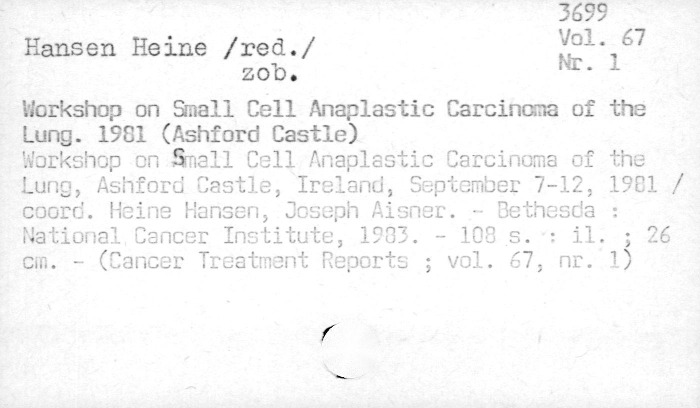 3699
Hansen Heine /red./ Vol. 67
zob. Nr. 1
Workshop on Small Cell Anaplastic Carcinoma of the
Lung. 1981 (Ashford Castle)
Workshop on Small Cell Anaplastic Carcinoma of the
Lung, Ashford Castle, Ireland, September 7-12, 1981 /
coord. Heine Hansen, Joseph Aisner. - Bethesda :
National Cancer Institute, 1983. - 108 s. : il. ; 26
cm. - (Cancer Treatment Reports ; vol. 67, nr. 1)